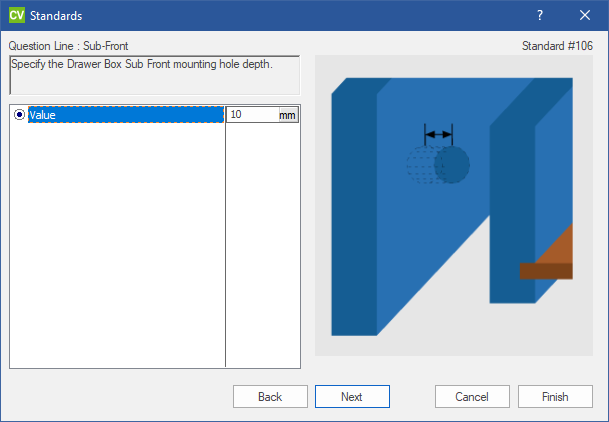 CV Standards ?
Question Line : Sub-Front Standard #106
Specify the Drawer Box Sub Front mounting hole depth.
Value 10 mm
Back Next Cancel Finish